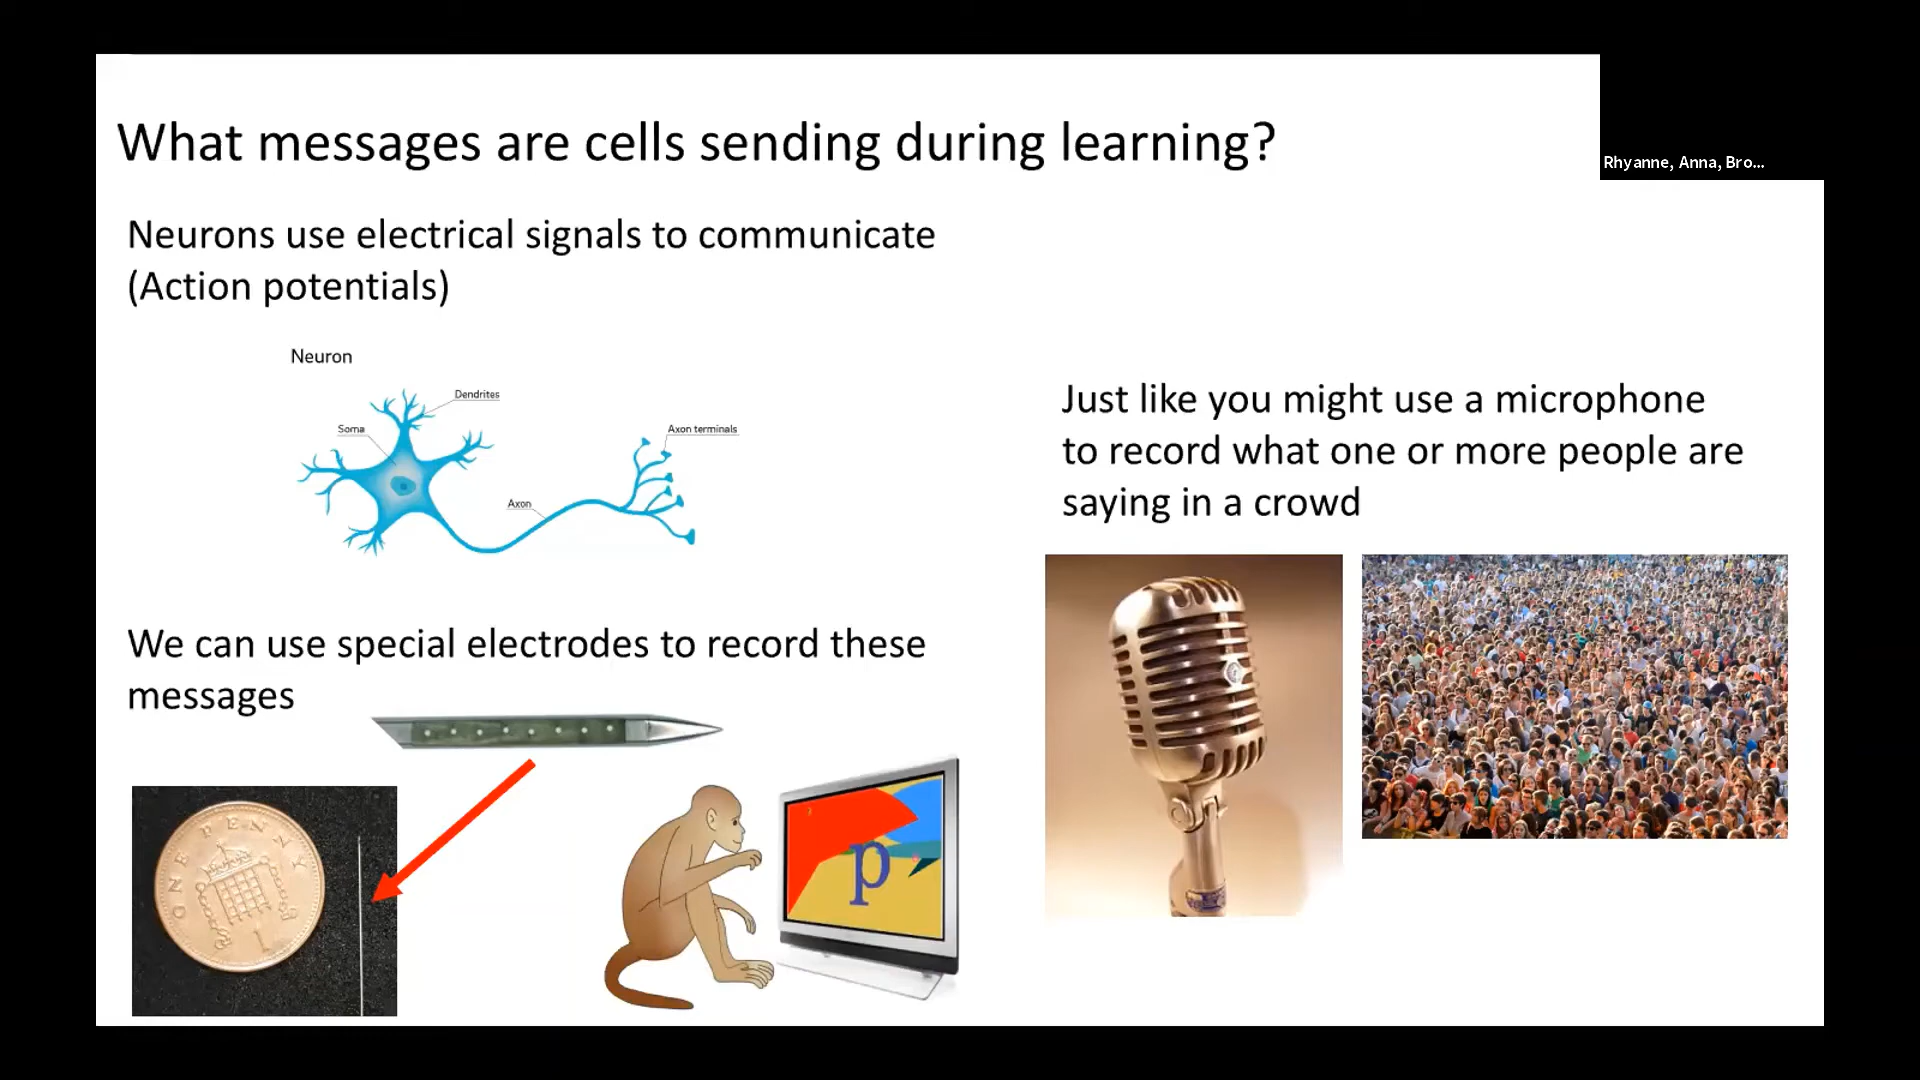 What messages are cells sending during learning?
Rhyanne, Anna, Bro...
Neurons use electrical signals to communicate
(Action potentials)
Neuron
Dendrites
Soma
Axon terminals
Axon
Just like you might use a microphone
to record what one or more people are
saying in a crowd
We can use special electrodes to record these
messages
ONE PENNY
1
p